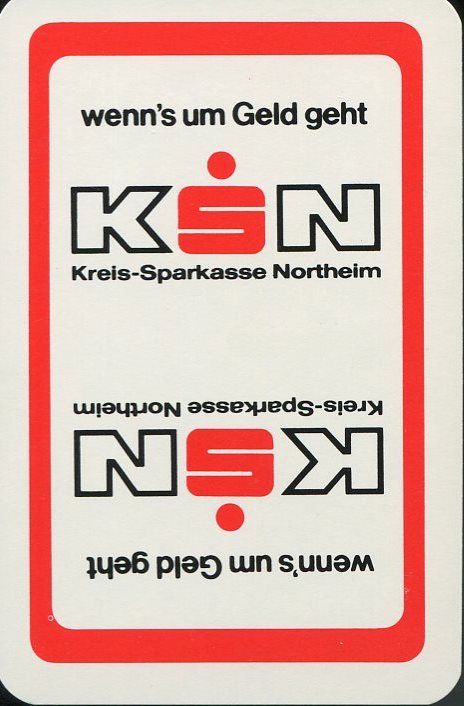 wenn's um Geld geht
KSN
Kreis-Sparkasse Northeim
Kreis-Sparkasse Northeim
KSN
wenn's um Geld geht